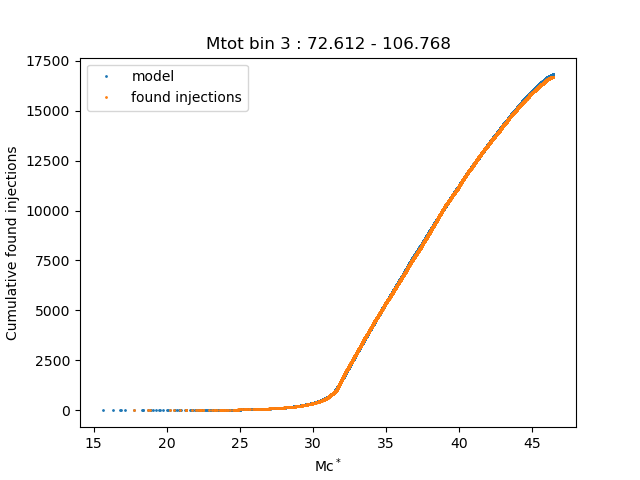 Mtot bin 3 : 72.612 - 106.768
model
found injections
Cumulative found injections
17500
15000
12500
10000
7500
5000
2500
0
15 20 25 30 35 40 45
Mc*